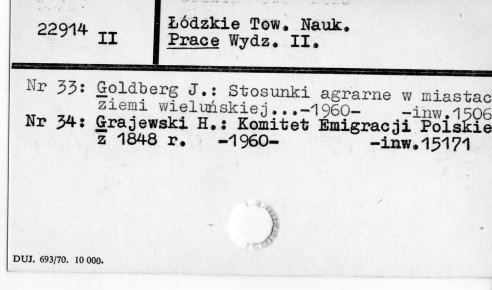 22914 II
Łódzkie Tow. Nauk.
Prace Wydz. II.
Nr 33: Goldberg J.: Stosunki agrarne w miastac
ziemi wieluńskiej...-1960- -inw.1506
Nr 34: Grajewski H.: Komitet Emigracji Polskie
z 1848 r. -1960- -inw.15171
DUJ. 693/70. 10 000.